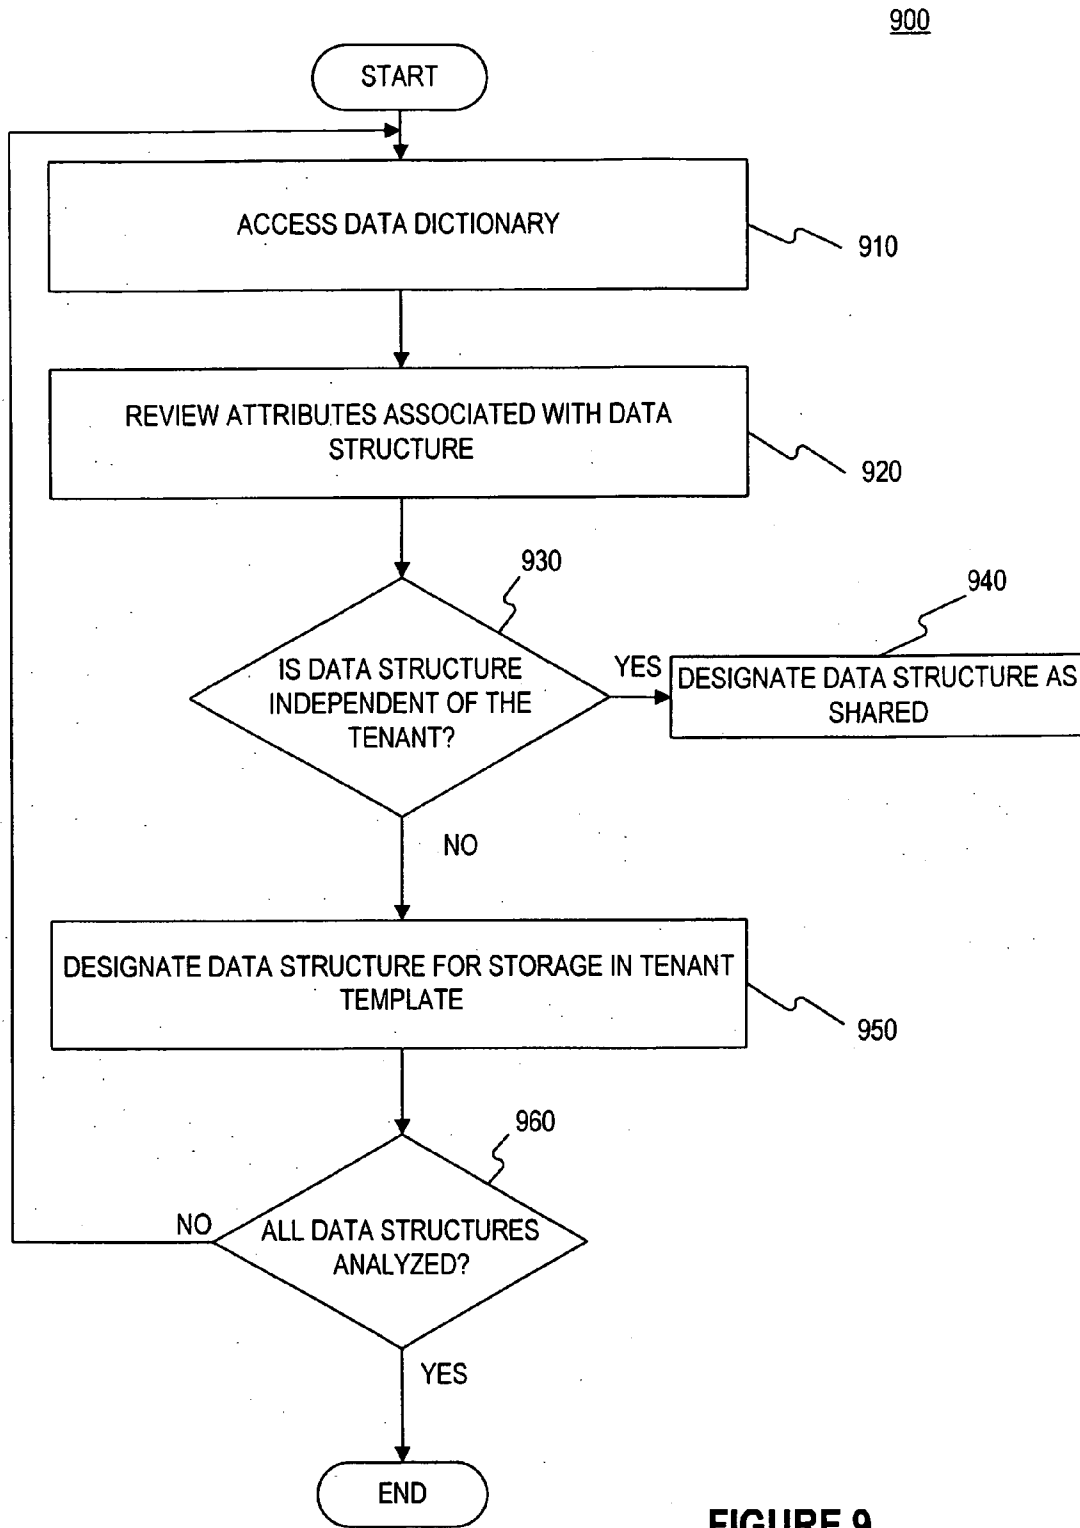 900
START
ACCESS DATA DICTIONARY
910
REVIEW ATTRIBUTES ASSOCIATED WITH DATA
STRUCTURE
920
930
940
IS DATA STRUCTURE
INDEPENDENT OF THE
TENANT?
YES
DESIGNATE DATA STRUCTURE AS
SHARED
NO
DESIGNATE DATA STRUCTURE FOR STORAGE IN TENANT
TEMPLATE
950
960
NO
ALL DATA STRUCTURES
ANALYZED?
YES
END
FIGURE 9